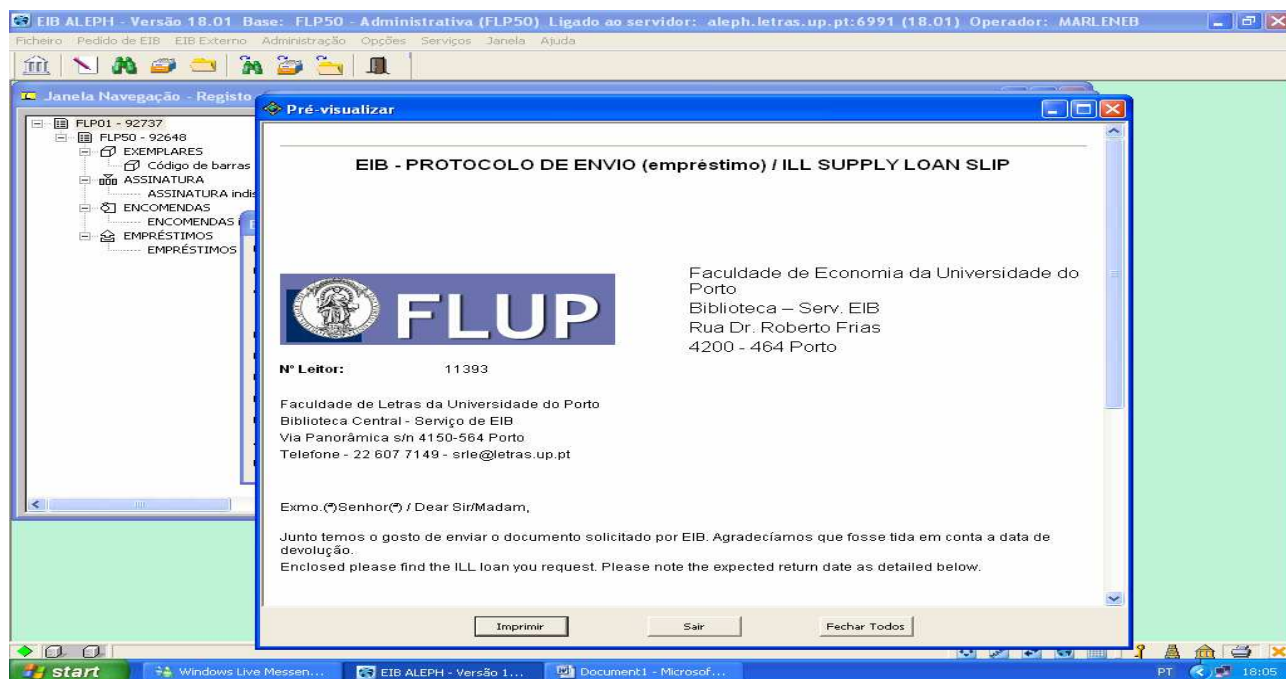 EIB ALEPH - Versão 18.01 Base: FLP50 - Administrativa (FLP50) Ligado ao servidor: aleph.letras.up.pt:6991 (18.01) Operador: MARLENEB
Ficheiro Pedido de EIB EIB Externo Administração Opções Serviços Janela Ajuda
Janela Navegação - Registo
FLP01 - 92737
FLP50 - 92648
EXEMPLARES
Código de barras
ASSINATURA
ASSINATURA indis
ENCOMENDAS
ENCOMENDAS
EMPRÉSTIMOS
EMPRÉSTIMOS
Pré-visualizar
EIB - PROTOCOLO DE ENVIO (empréstimo) / ILL SUPPLY LOAN SLIP
FLUP
Faculdade de Economia da Universidade do
Porto
Biblioteca – Serv. EIB
Rua Dr. Roberto Frias
4200 - 464 Porto
Nº Leitor: 11393
Faculdade de Letras da Universidade do Porto
Biblioteca Central - Serviço de EIB
Via Panorâmica s/n 4150-564 Porto
Telefone - 22 607 7149 - srle@letras.up.pt
Exmo.(ª)Senhor(ª) / Dear Sir/Madam,
Junto temos o gosto de enviar o documento solicitado por EIB. Agradecíamos que fosse tida em conta a data de
devolução.
Enclosed please find the ILL loan you request. Please note the expected return date as detailed below.
Imprimir Sair Fechar Todos
start Windows Live Messen... EIB ALEPH - Versão 1... Document1 - Microsof... PT 18:05